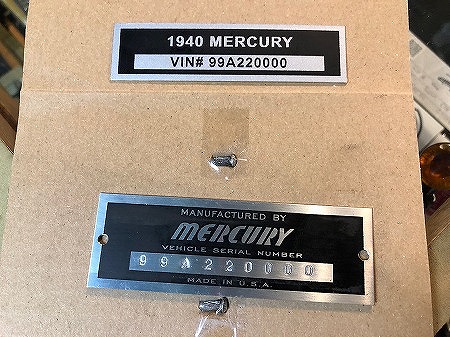 1940 MERCURY
VIN# 99A220000
MANUFACTURED BY
MERCURY
VEHICLE SERIAL NUMBER
99A220000
MADE IN U.S.A.